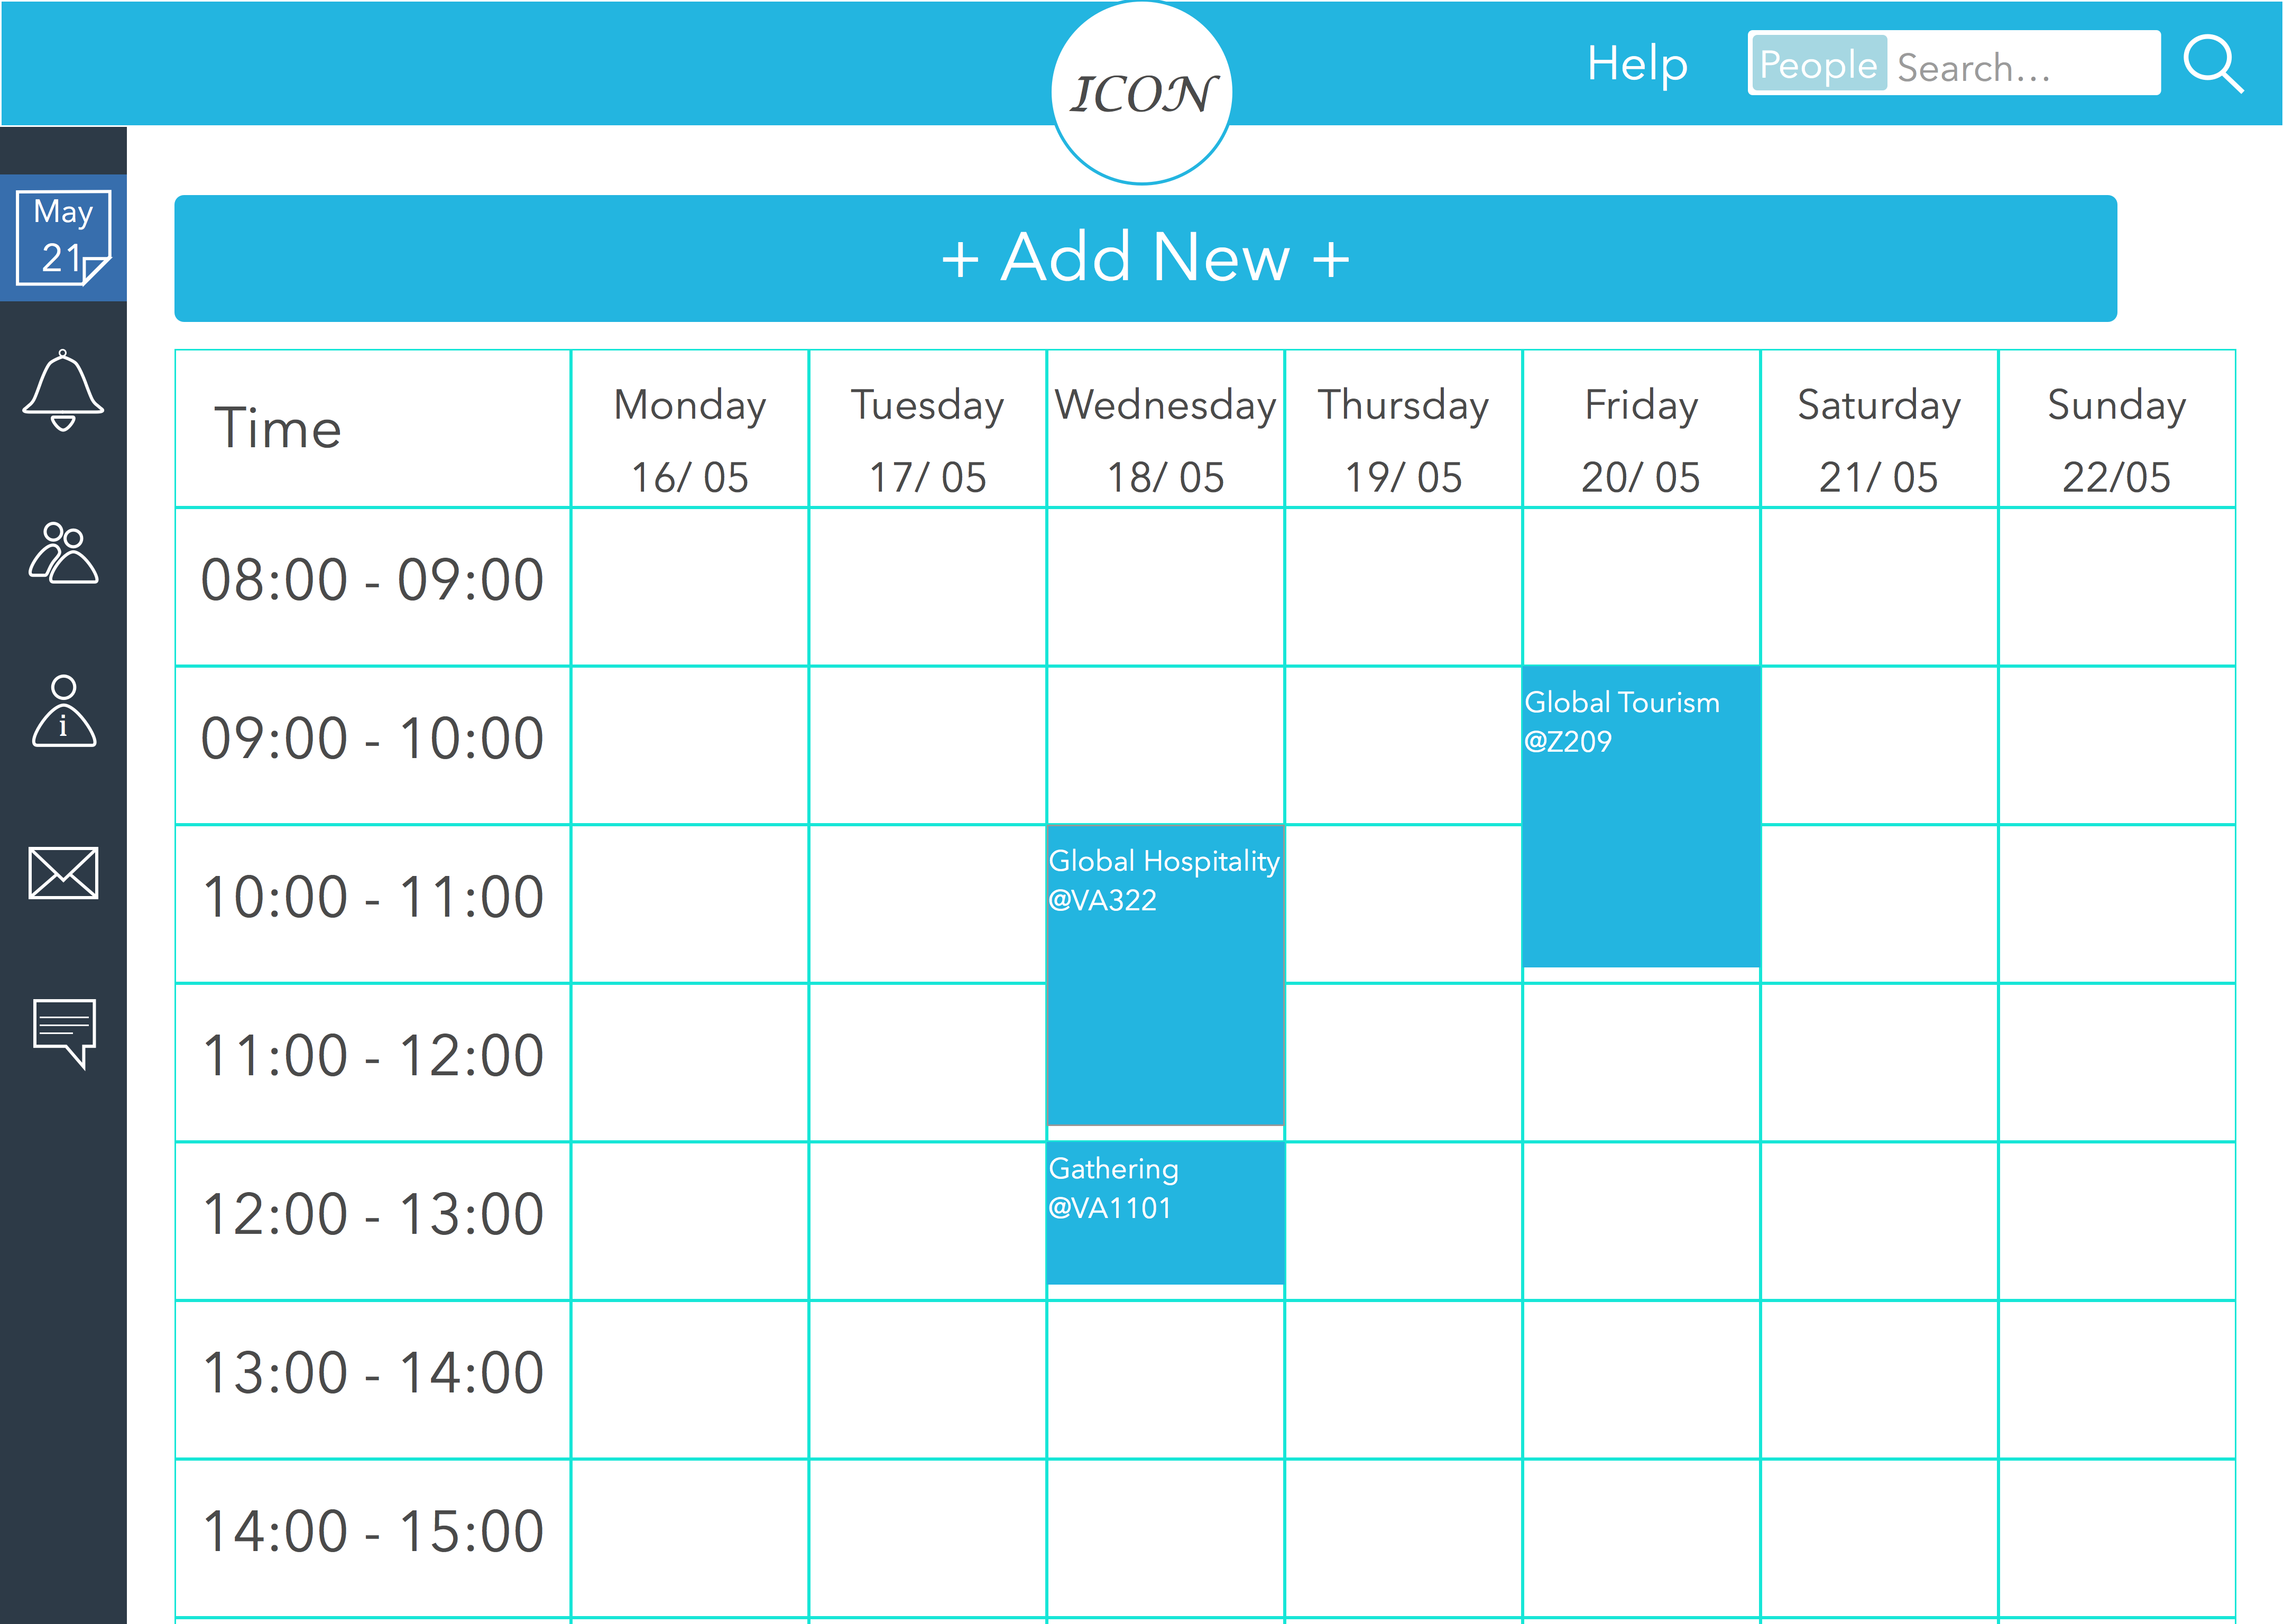 ICON
Help
People Search...
May
21
+ Add New +
Time
Monday
16/ 05
Tuesday
17/ 05
Wednesday
18/ 05
Thursday
19/ 05
Friday
20/ 05
Saturday
21/ 05
Sunday
22/05
08:00 - 09:00
09:00 - 10:00
Global Tourism
@Z209
10:00 - 11:00
Global Hospitality
@VA322
11:00 - 12:00
12:00 - 13:00
Gathering
@VA1101
13:00 - 14:00
14:00 - 15:00
i